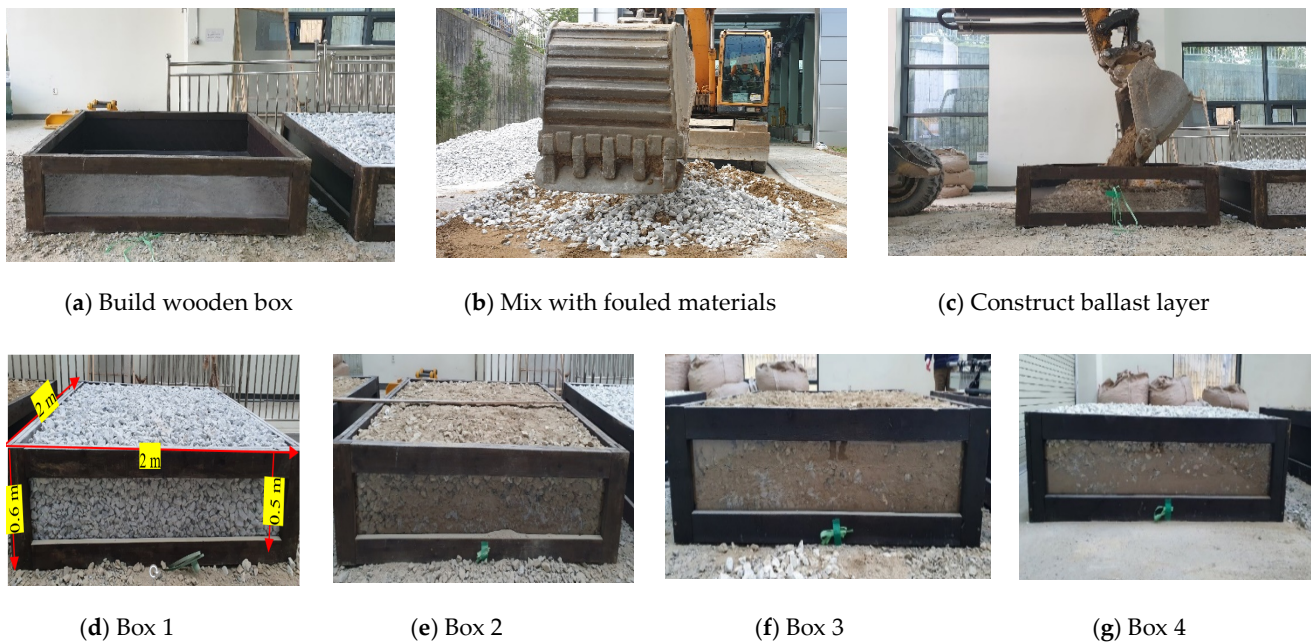 (a) Build wooden box
(b) Mix with fouled materials
(c) Construct ballast layer
2 m
2 m
0.6 m
0.5 m
(d) Box 1
(e) Box 2
(f) Box 3
(g) Box 4